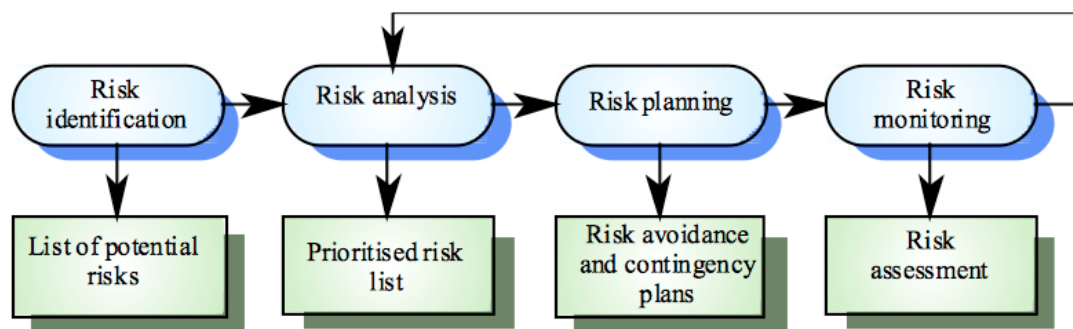 Risk
identification
Risk analysis
Risk planning
Risk
monitoring
List of potential
risks
Prioritised risk
list
Risk avoidance
and contingency
plans
Risk
assessment